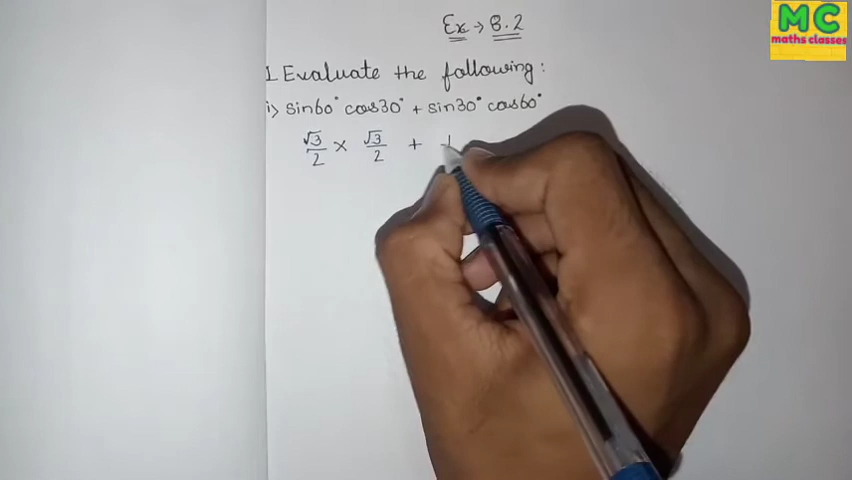 Ex → 8.2
MC
maths classes
1 Evaluate the following :
i> sin60° cos30° + sin30° cos60°
√3/2 × √3/2 + 1